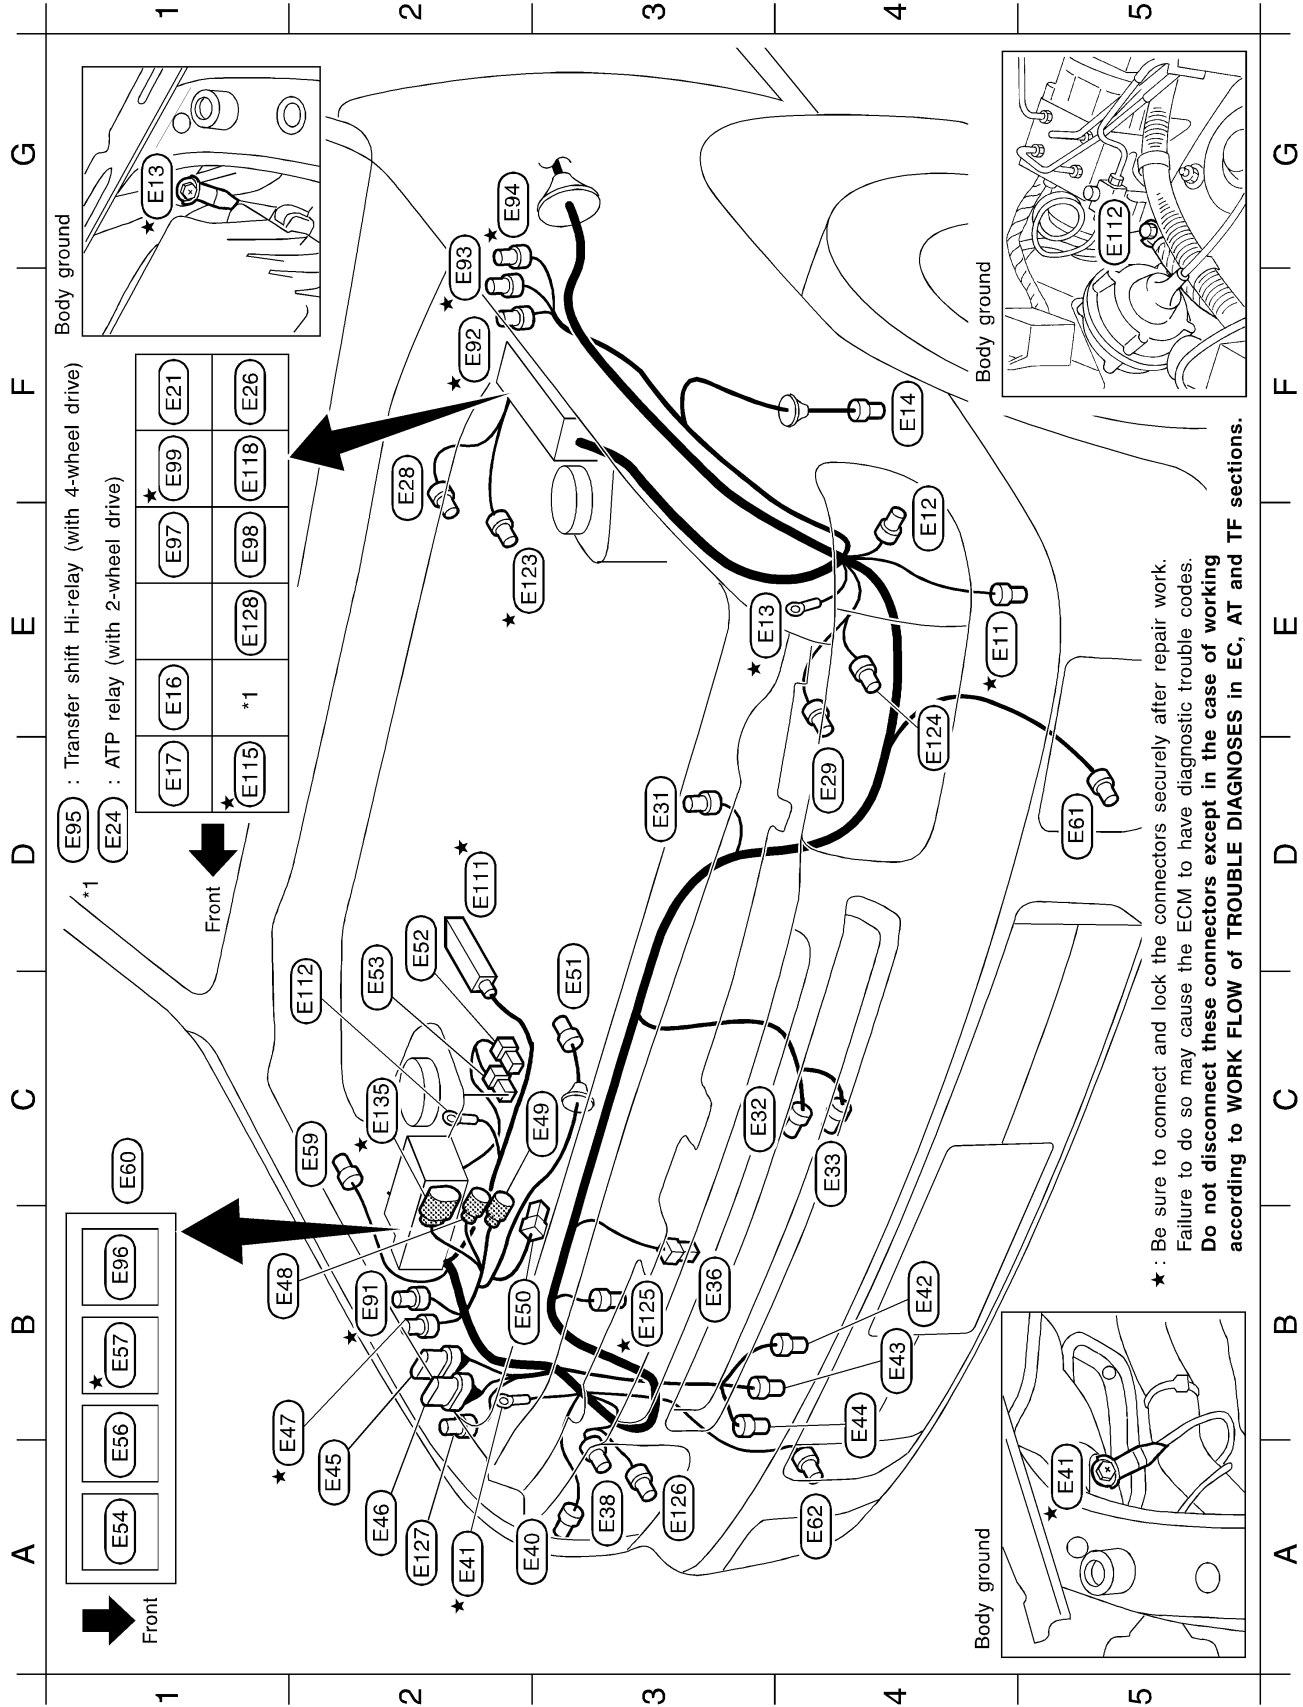 A
B
C
D
E
F
G
1
2
3
4
5
Front
E54
E56
★
E57
E96
E60
*1
E95 : Transfer shift Hi-relay (with 4-wheel drive)
E24 : ATP relay (with 2-wheel drive)
Front
E17
E16
E97
★
E99
E21
★
E115
*1
E128
E98
E118
E26
Body ground
★
E13
E59
★
E135
E112
E53
E52
★
E111
E51
E49
E48
★
E91
★
E47
E45
E46
E127
★
E41
E40
E50
E38
E126
★
E125
E36
E62
E44
E43
E42
E32
E33
E31
E29
E124
★
E13
★
E11
E12
E61
E14
E28
★
E123
★
E92
★
E93
★
E94
Body ground
★
E41
★ : Be sure to connect and lock the connectors securely after repair work.
Failure to do so may cause the ECM to have diagnostic trouble codes.
Do not disconnect these connectors except in the case of working
according to WORK FLOW of TROUBLE DIAGNOSES in EC, AT and TF sections.
Body ground
E112
1
2
3
4
5
A
B
C
D
E
F
G